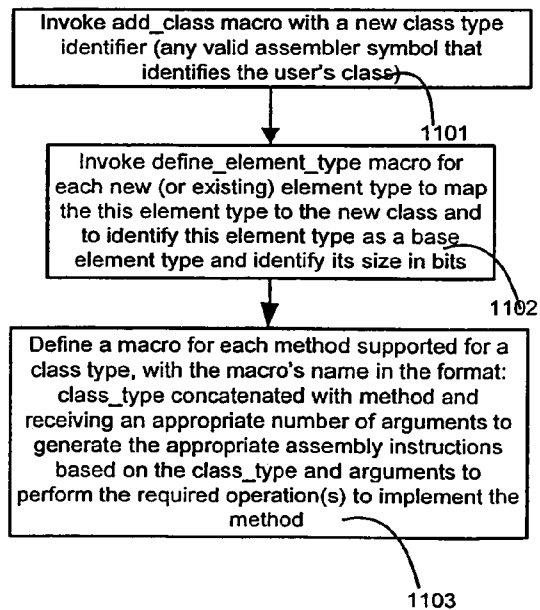 Invoke add_class macro with a new class type
identifier (any valid assembler symbol that
identifies the user's class)
1101
Invoke define_element_type macro for
each new (or existing) element type to map
the this element type to the new class and
to identify this element type as a base
element type and identify its size in bits
1102
Define a macro for each method supported for a
class type, with the macro's name in the format:
class_type concatenated with method and
receiving an appropriate number of arguments to
generate the appropriate assembly instructions
based on the class_type and arguments to
perform the required operation(s) to implement the
method
1103